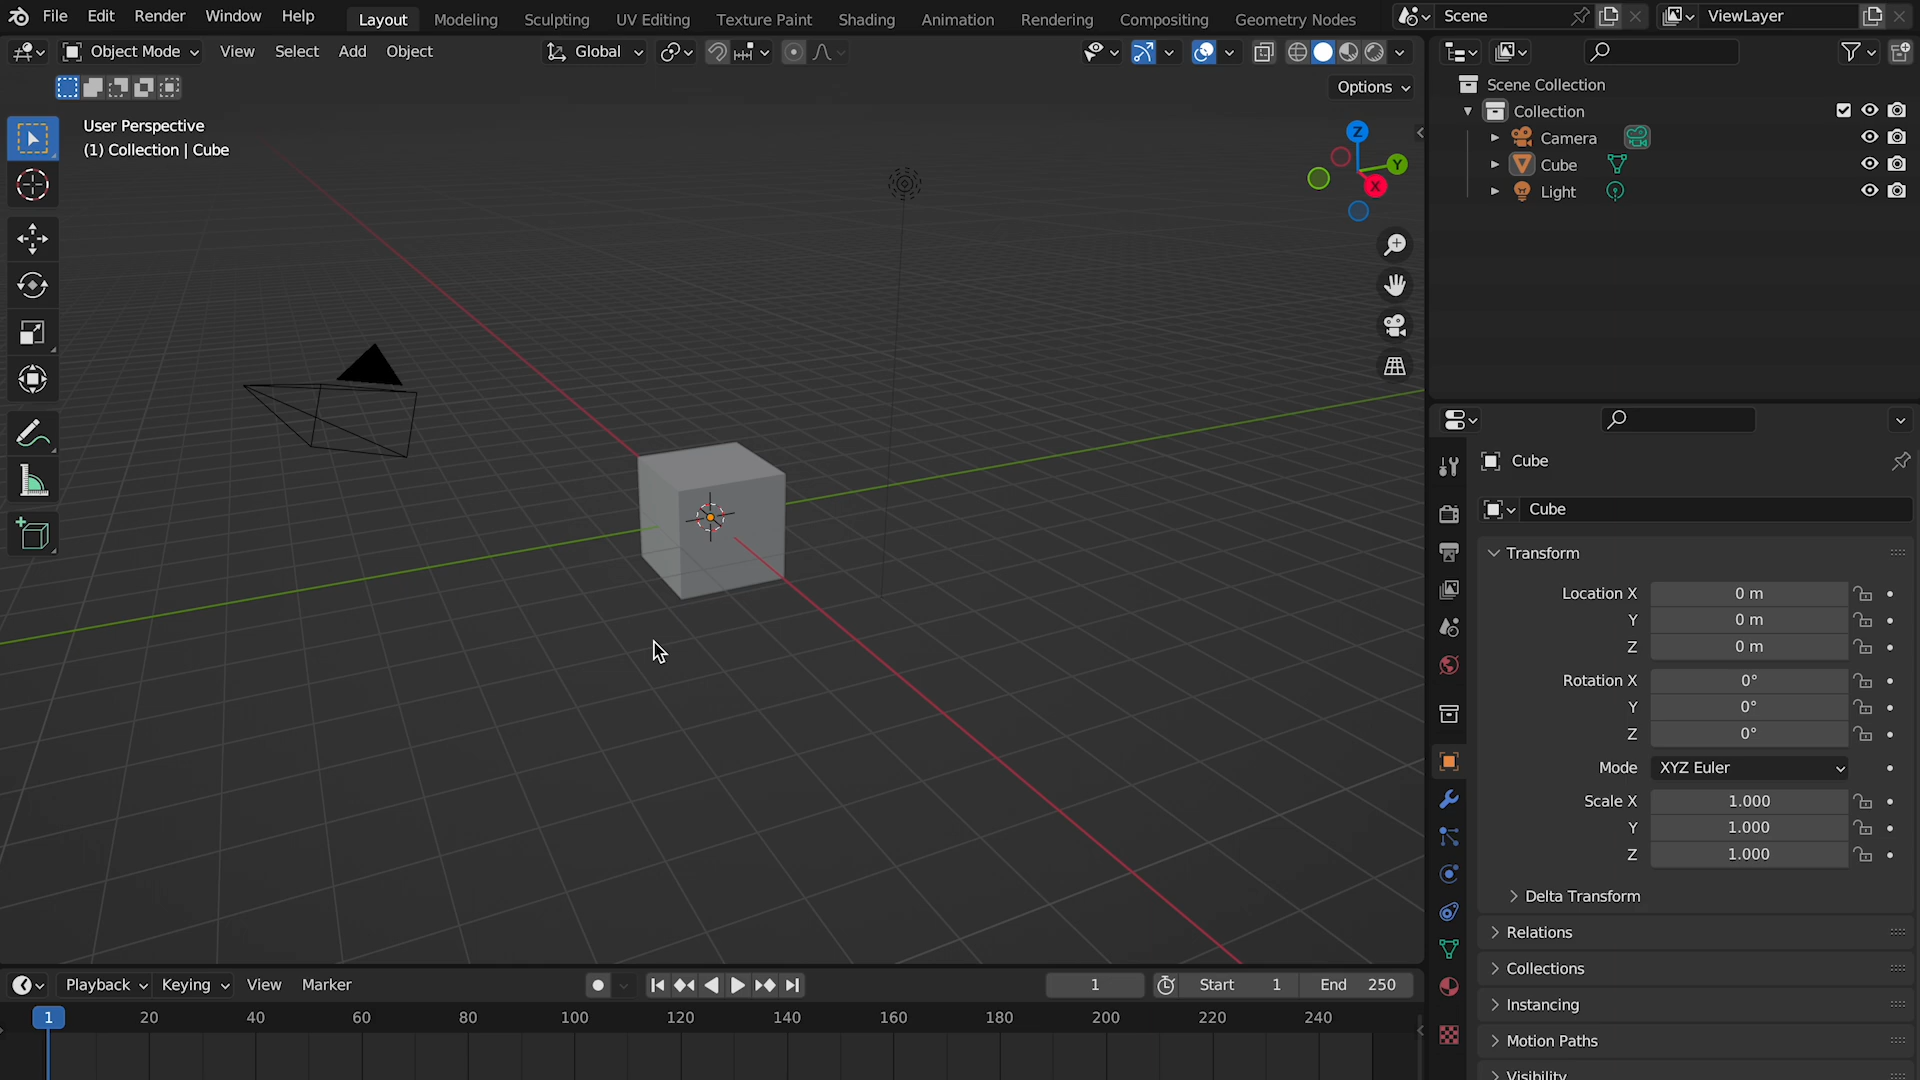 File Edit Render Window Help Layout Modeling Sculpting UV Editing Texture Paint Shading Animation Rendering Compositing Geometry Nodes Scene ViewLayer
Object Mode View Select Add Object Global
Options
User Perspective
(1) Collection | Cube
Z
Y
X
Scene Collection
Collection
Camera
Cube
Light
Cube
Cube
Transform
Location X 0 m
Y 0 m
Z 0 m
Rotation X 0°
Y 0°
Z 0°
Mode XYZ Euler
Scale X 1.000
Y 1.000
Z 1.000
Delta Transform
Relations
Collections
Instancing
Motion Paths
Visibility
Playback Keying View Marker 1 Start 1 End 250
1 20 40 60 80 100 120 140 160 180 200 220 240